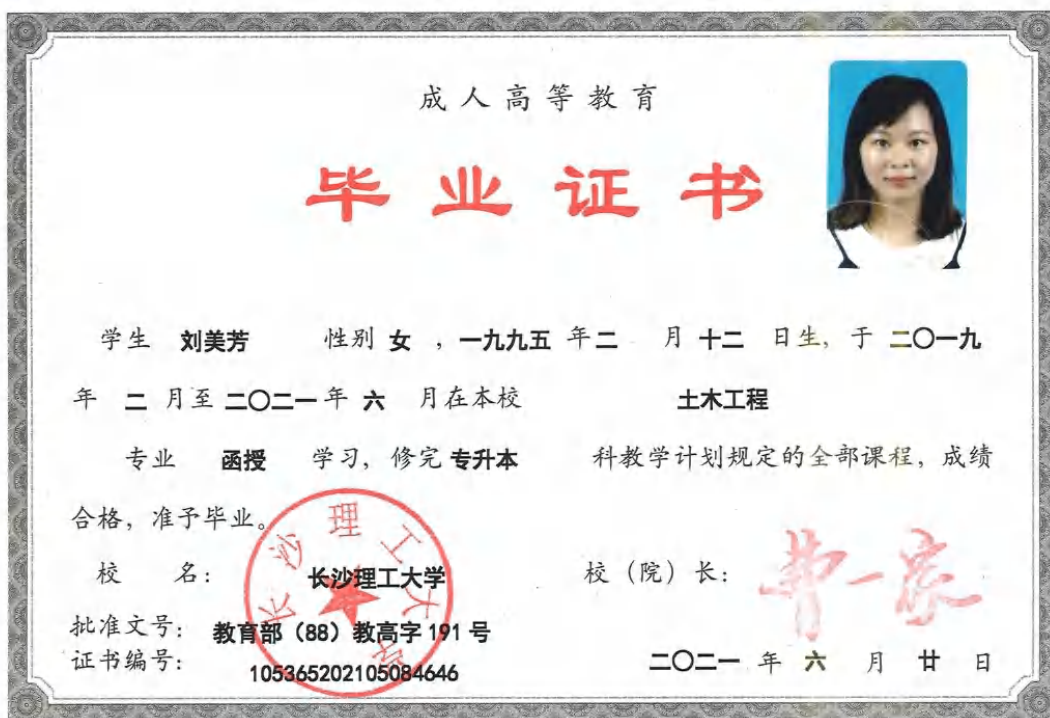 成人高等教育
毕业证书
学生 刘美芳 性别 女 ，一九九五 年 二 月 十二 日生，于 二〇一九
年 二 月至 二〇二一 年 六 月在本校 土木工程
专业 函授 学习，修完 专升本 科教学计划规定的全部课程，成绩
合格，准予毕业。
校 名： 长沙理工大学 校（院）长：
批准文号： 教育部（88）教高字 191 号
证书编号： 105365202105084646
二〇二一 年 六 月 廿 日
长沙理工大学